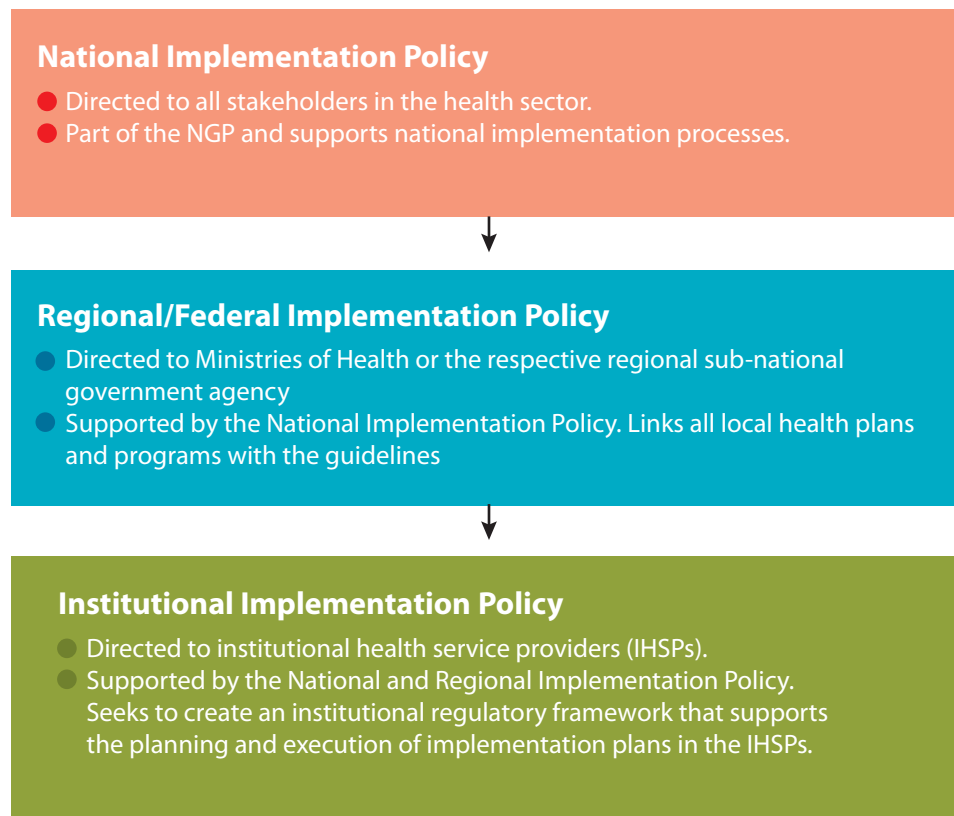 National Implementation Policy
Directed to all stakeholders in the health sector.
Part of the NGP and supports national implementation processes.
Regional/Federal Implementation Policy
Directed to Ministries of Health or the respective regional sub-national
government agency
Supported by the National Implementation Policy. Links all local health plans
and programs with the guidelines
Institutional Implementation Policy
Directed to institutional health service providers (IHSPs).
Supported by the National and Regional Implementation Policy.
Seeks to create an institutional regulatory framework that supports
the planning and execution of implementation plans in the IHSPs.